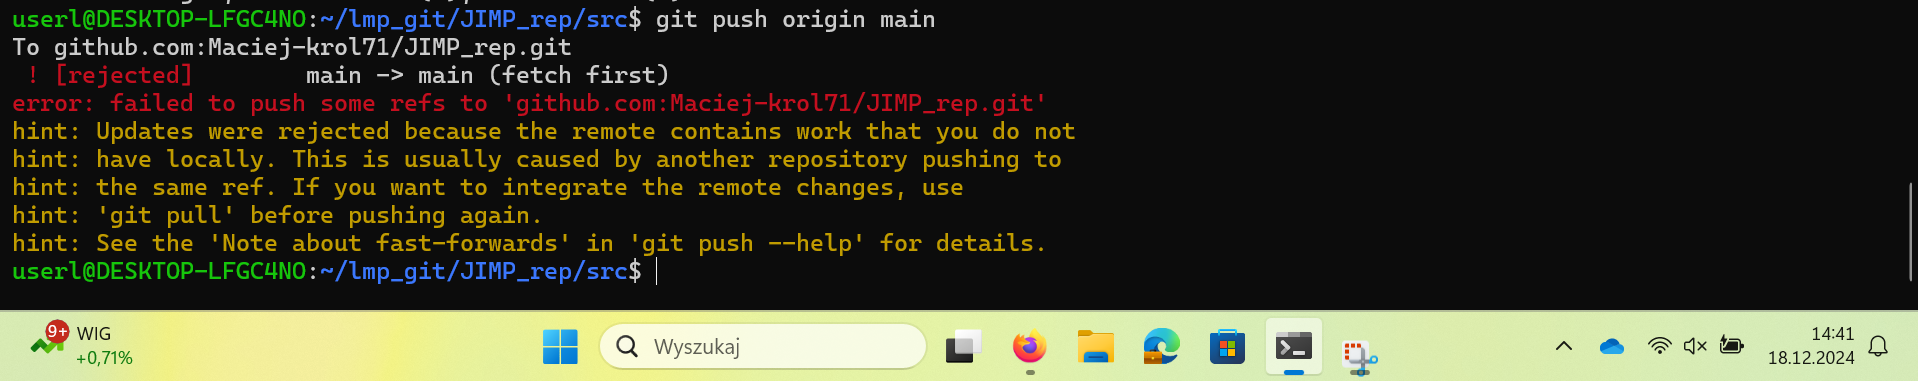 userl@DESKTOP-LFGC4NO:~/lmp_git/JIMP_rep/src$ git push origin main
To github.com:Maciej-krol71/JIMP_rep.git
 ! [rejected]        main -> main (fetch first)
error: failed to push some refs to 'github.com:Maciej-krol71/JIMP_rep.git'
hint: Updates were rejected because the remote contains work that you do not
hint: have locally. This is usually caused by another repository pushing to
hint: the same ref. If you want to integrate the remote changes, use
hint: 'git pull' before pushing again.
hint: See the 'Note about fast-forwards' in 'git push --help' for details.
userl@DESKTOP-LFGC4NO:~/lmp_git/JIMP_rep/src$
9+ WIG
+0,71%
Wyszukaj
14:41
18.12.2024